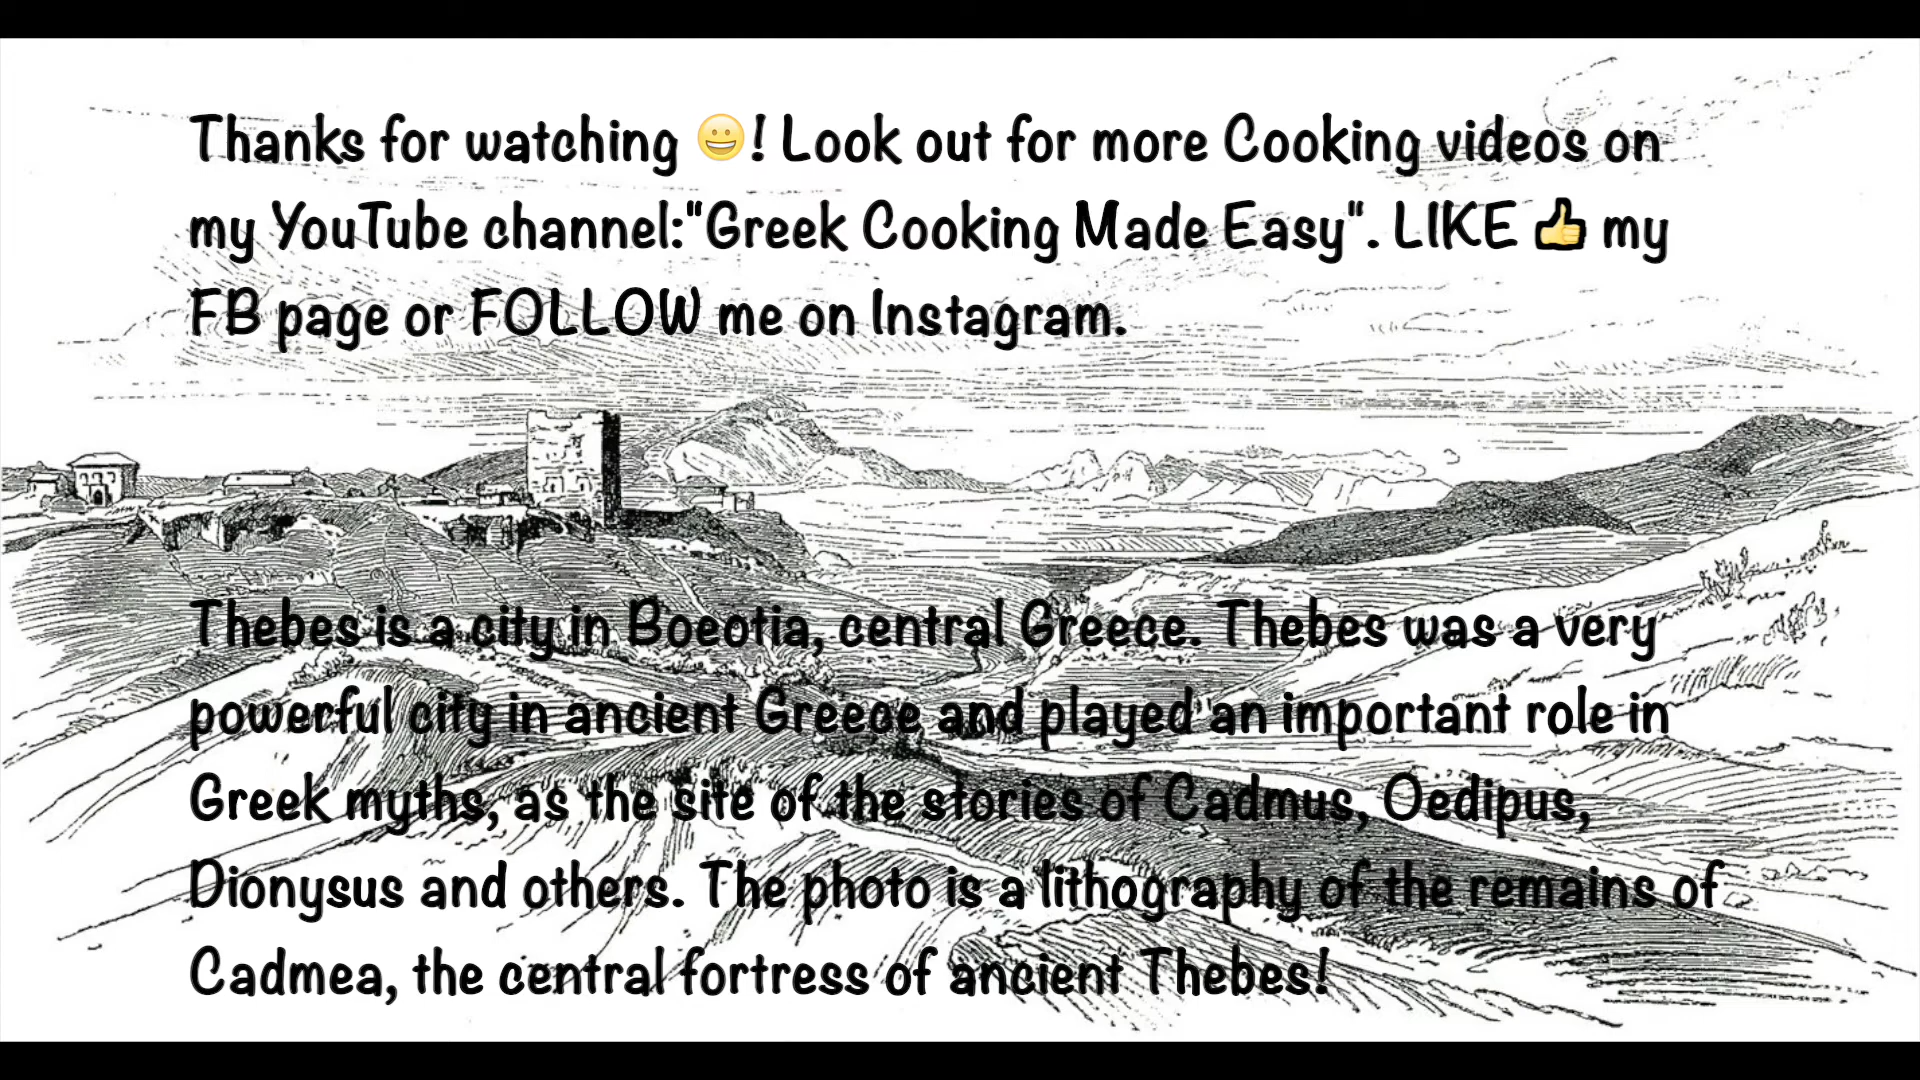 Thanks for watching 😀! Look out for more Cooking videos on
my YouTube channel:"Greek Cooking Made Easy". LIKE 👍 my
FB page or FOLLOW me on Instagram.
Thebes is a city in Boeotia, central Greece. Thebes was a very
powerful city in ancient Greece and played an important role in
Greek myths, as the site of the stories of Cadmus, Oedipus,
Dionysus and others. The photo is a lithography of the remains of
Cadmea, the central fortress of ancient Thebes!